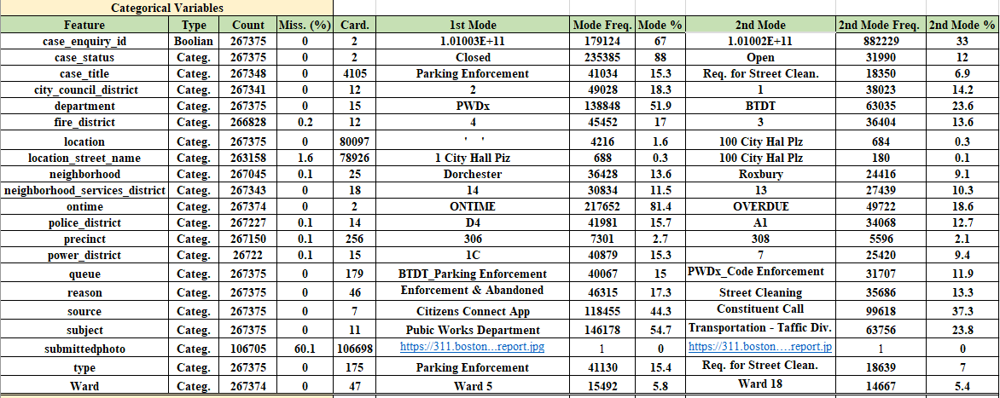 Categorical Variables
Feature Type Count Miss. (%) Card. 1st Mode Mode Freq. Mode % 2nd Mode 2nd Mode Freq. 2nd Mode %
case_enquiry_id Boolian 267375 0 2 1.01003E+11 179124 67 1.01002E+11 882229 33
case_status Categ. 267375 0 2 Closed 235385 88 Open 31990 12
case_title Categ. 267348 0 4105 Parking Enforcement 41034 15.3 Req. for Street Clean. 18350 6.9
city_council_district Categ. 267341 0 12 2 49028 18.3 1 38023 14.2
department Categ. 267375 0 15 PWDx 138848 51.9 BTDT 63035 23.6
fire_district Categ. 266828 0.2 12 4 45452 17 3 36404 13.6
location Categ. 267375 0 80097 ' ' 4216 1.6 100 City Hal Plz 684 0.3
location_street_name Categ. 263158 1.6 78926 1 City Hall Piz 688 0.3 100 City Hal Plz 180 0.1
neighborhood Categ. 267045 0.1 25 Dorchester 36428 13.6 Roxbury 24416 9.1
neighborhood_services_district Categ. 267343 0 18 14 30834 11.5 13 27439 10.3
ontime Categ. 267374 0 2 ONTIME 217652 81.4 OVERDUE 49722 18.6
police_district Categ. 267227 0.1 14 D4 41981 15.7 A1 34068 12.7
precinct Categ. 267150 0.1 256 306 7301 2.7 308 5596 2.1
power_district Categ. 26722 0.1 15 1C 40879 15.3 7 25420 9.4
queue Categ. 267375 0 179 BTDT_Parking Enforcement 40067 15 PWDx_Code Enforcement 31707 11.9
reason Categ. 267375 0 46 Enforcement & Abandoned 46315 17.3 Street Cleaning 35686 13.3
source Categ. 267375 0 7 Citizens Connect App 118455 44.3 Constituent Call 99618 37.3
subject Categ. 267375 0 11 Pubic Works Department 146178 54.7 Transportation - Taffic Div. 63756 23.8
submittedphoto Categ. 106705 60.1 106698 https://311.boston...report.jpg 1 0 https://311.boston….report.jp 1 0
type Categ. 267375 0 175 Parking Enforcement 41130 15.4 Req. for Street Clean. 18639 7
Ward Categ. 267374 0 47 Ward 5 15492 5.8 Ward 18 14667 5.4